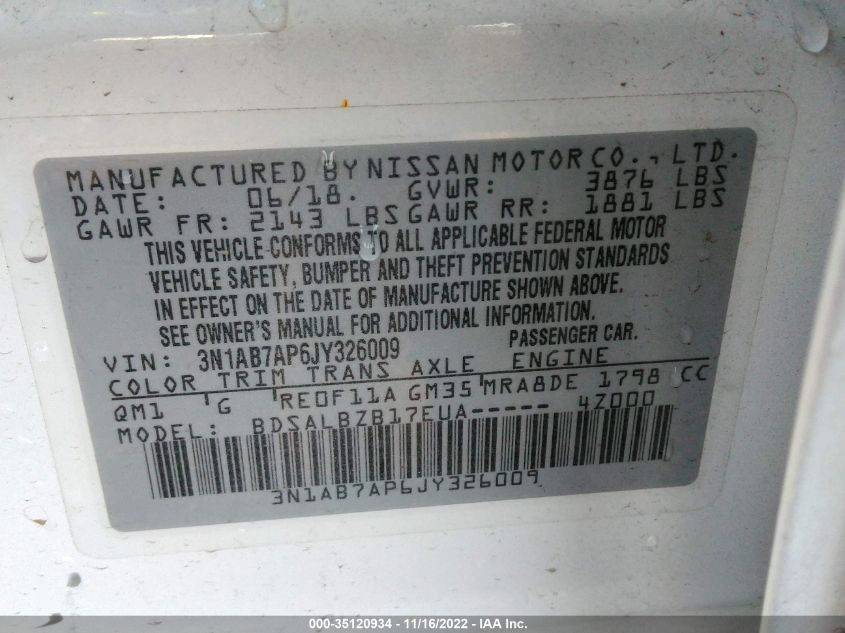 MANUFACTURED BY NISSAN MOTOR CO., LTD.
DATE: 06/18. GVWR: 3876 LBS
GAWR FR: 2143 LBS GAWR RR: 1881 LBS
THIS VEHICLE CONFORMS TO ALL APPLICABLE FEDERAL MOTOR
VEHICLE SAFETY, BUMPER AND THEFT PREVENTION STANDARDS
IN EFFECT ON THE DATE OF MANUFACTURE SHOWN ABOVE.
SEE OWNER'S MANUAL FOR ADDITIONAL INFORMATION.
VIN: 3N1AB7AP6JY326009 PASSENGER CAR.
COLOR TRIM TRANS AXLE ENGINE
QM1 G RE0F11A GM35 MRA8DE 1798 CC
MODEL: BDSALBZB17EUA----- 4Z000
3N1AB7AP6JY326009
000-35120934 - 11/16/2022 - IAA Inc.